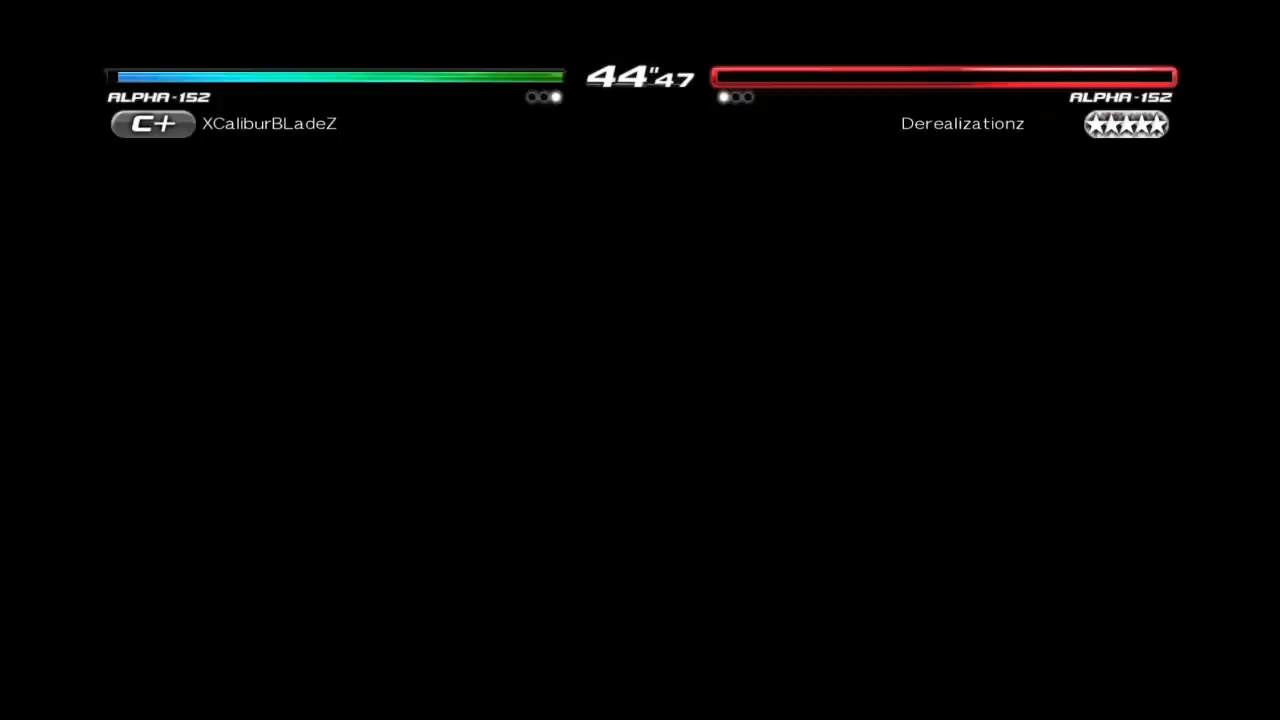 44"47
ALPHA-152
ALPHA-152
C+ XCaliburBLadeZ
Derealizationz